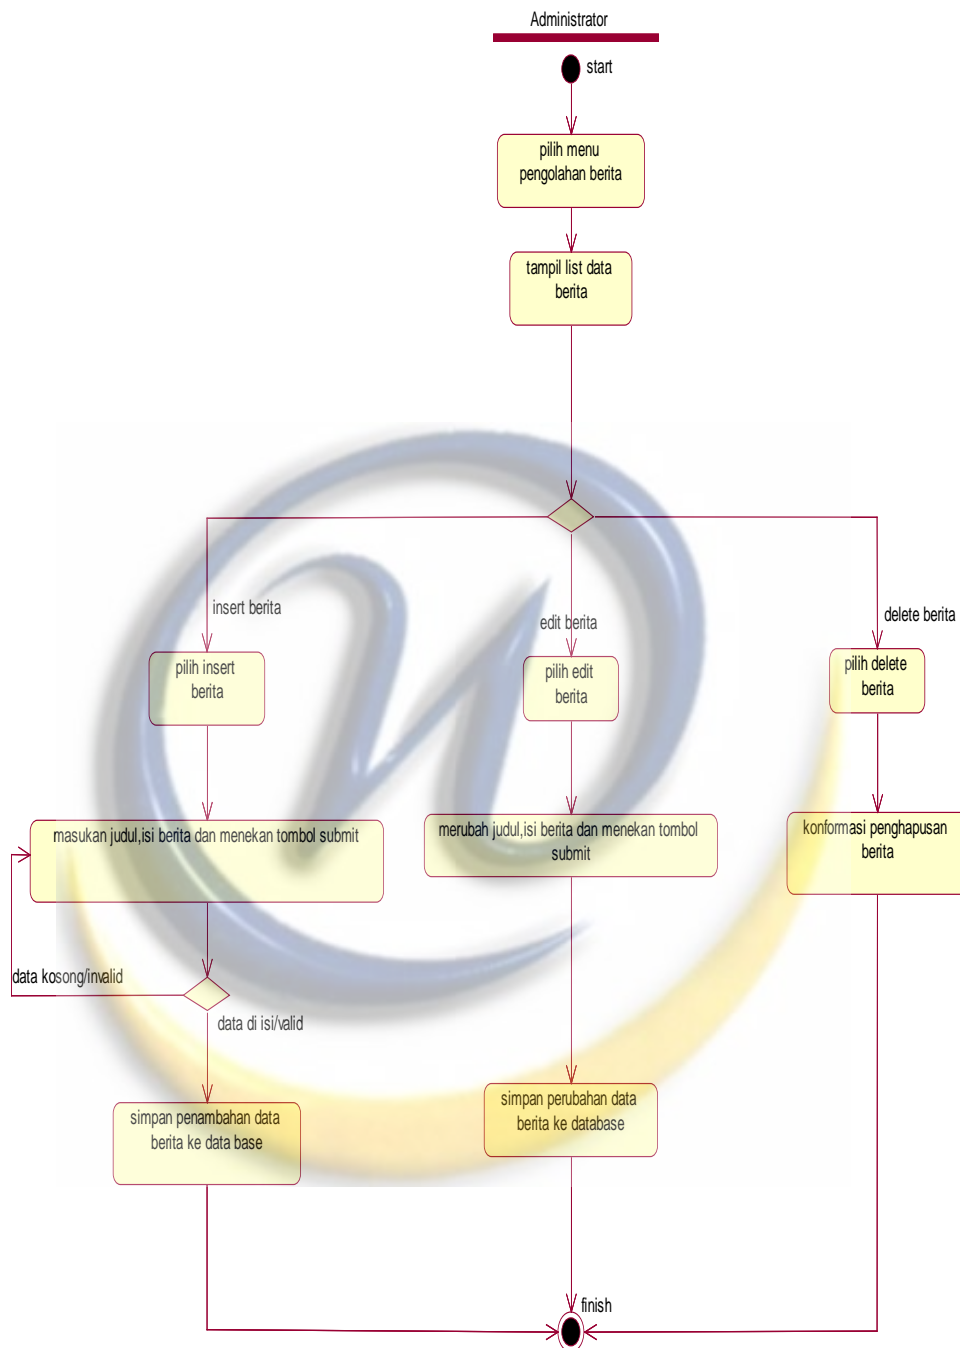 Administrator
start
pilih menu
pengolahan berita
tampil list data
berita
insert berita
edit berita
delete berita
pilih insert
berita
pilih edit
berita
pilih delete
berita
masukan judul,isi berita dan menekan tombol submit
merubah judul,isi berita dan menekan tombol
submit
konformasi penghapusan
berita
data kosong/invalid
data di isi/valid
simpan penambahan data
berita ke data base
simpan perubahan data
berita ke database
finish